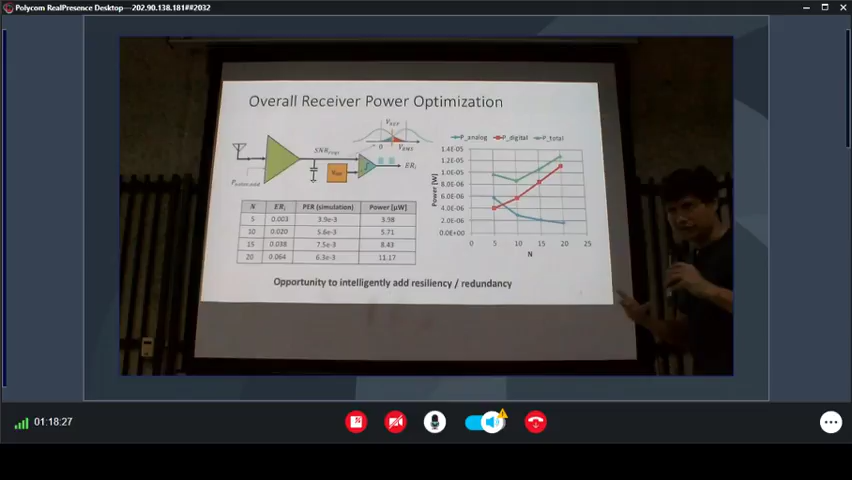 Polycom RealPresence Desktop—202.90.138.181##2032
Overall Receiver Power Optimization
0
N ER PER (simulation) Power [µW]
5 0.003 3.9e-3 3.98
10 0.020 5.6e-3 5.71
15 0.038 7.5e-3 8.43
20 0.064 6.3e-3 11.17
P_analog P_digital P_total
1.4E-05
1.2E-05
1.0E-05
8.0E-06
6.0E-06
4.0E-06
2.0E-06
0.0E+00
Power [W]
0 5 10 15 20 25
N
Opportunity to intelligently add resiliency / redundancy
01:18:27